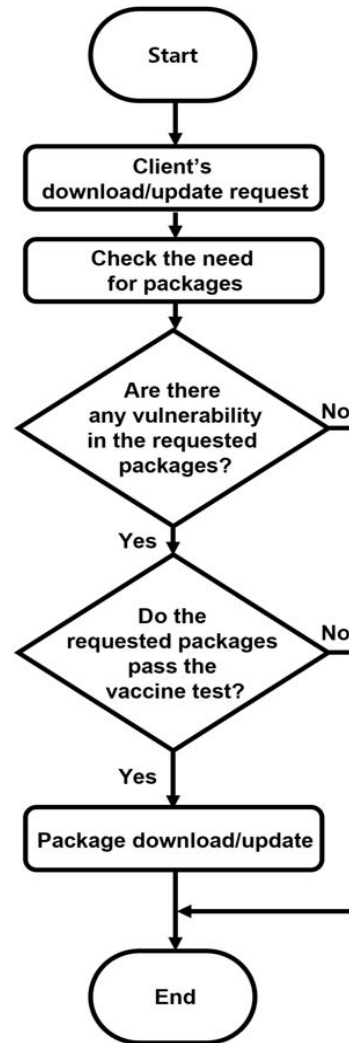 Start
Client's
download/update request
Check the need
for packages
Are there
any vulnerability
in the requested
packages?
No
Yes
Do the
requested packages
pass the
vaccine test?
No
Yes
Package download/update
End